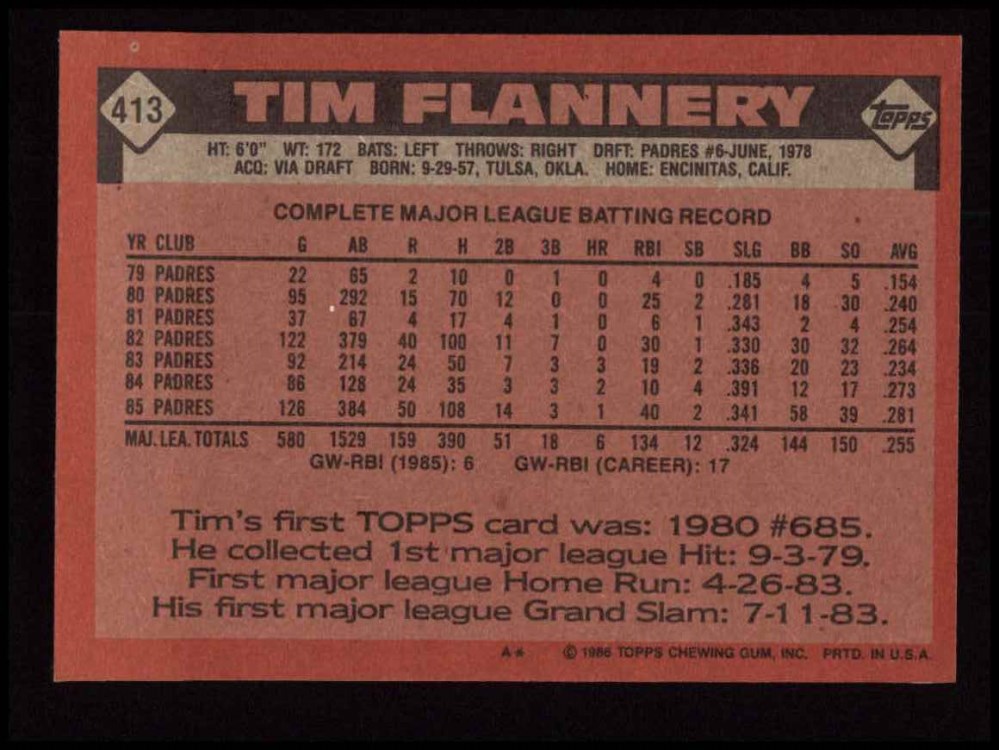 413
TIM FLANNERY
Topps
HT: 6'0" WT: 172 BATS: LEFT THROWS: RIGHT DRFT: PADRES #6-JUNE, 1978
ACQ: VIA DRAFT BORN: 9-29-57, TULSA, OKLA. HOME: ENCINITAS, CALIF.
COMPLETE MAJOR LEAGUE BATTING RECORD
YR CLUB G AB R H 2B 3B HR RBI SB SLG BB SO AVG
79 PADRES 22 65 2 10 0 1 0 4 0 .185 4 5 .154
80 PADRES 95 292 15 70 12 0 0 25 2 .281 18 30 .240
81 PADRES 37 67 4 17 4 1 0 6 1 .343 2 4 .254
82 PADRES 122 379 40 100 11 7 0 30 1 .330 30 32 .264
83 PADRES 92 214 24 50 7 3 3 19 2 .336 20 23 .234
84 PADRES 86 128 24 35 3 3 2 10 4 .391 12 17 .273
85 PADRES 126 384 50 108 14 3 1 40 2 .341 58 39 .281
MAJ. LEA. TOTALS 580 1529 159 390 51 18 6 134 12 .324 144 150 .255
GW-RBI (1985): 6 GW-RBI (CAREER): 17
Tim's first TOPPS card was: 1980 #685.
He collected 1st major league Hit: 9-3-79.
First major league Home Run: 4-26-83.
His first major league Grand Slam: 7-11-83.
A* © 1986 TOPPS CHEWING GUM, INC. PRTD. IN U.S.A.